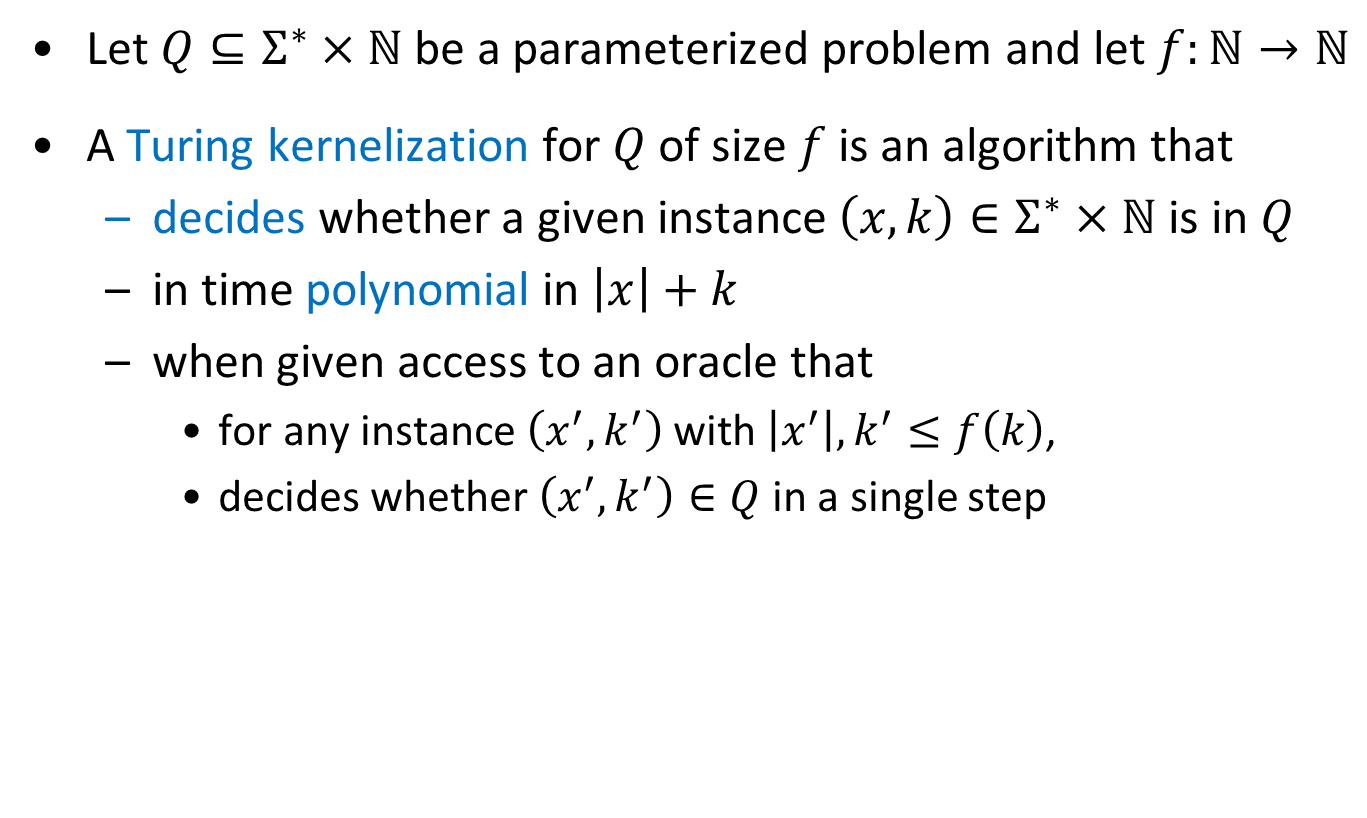 • Let 𝑄 ⊆ Σ* × ℕ be a parameterized problem and let 𝑓: ℕ → ℕ
• A Turing kernelization for 𝑄 of size 𝑓 is an algorithm that
– decides whether a given instance (𝑥, 𝑘) ∈ Σ* × ℕ is in 𝑄
– in time polynomial in |𝑥| + 𝑘
– when given access to an oracle that
• for any instance (𝑥′, 𝑘′) with |𝑥′|, 𝑘′ ≤ 𝑓(𝑘),
• decides whether (𝑥′, 𝑘′) ∈ 𝑄 in a single step